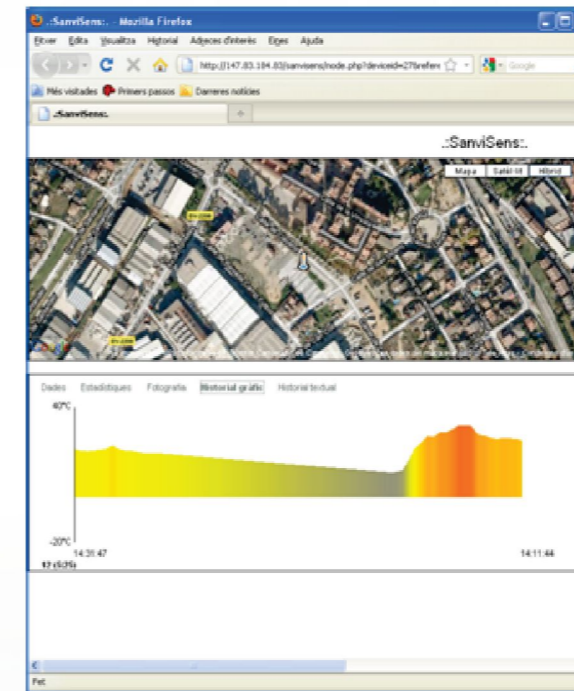 .:SanviSens:. - Mozilla Firefox
Fitxer Edita Visualitza Historial Adreces d'interès Eines Ajuda
http://147.83.184.83/sanvisens/node.php?deviceid=27&refere
Google
Més visitades Primers passos Darreres notícies
.:SanviSens:.
.:SanviSens:.
Mapa Satèl·lit Híbrid
Dades Estadístiques Fotografia Historial gràfic Historial textual
40°C
-20°C
14:31:47 14:11:44
Fet